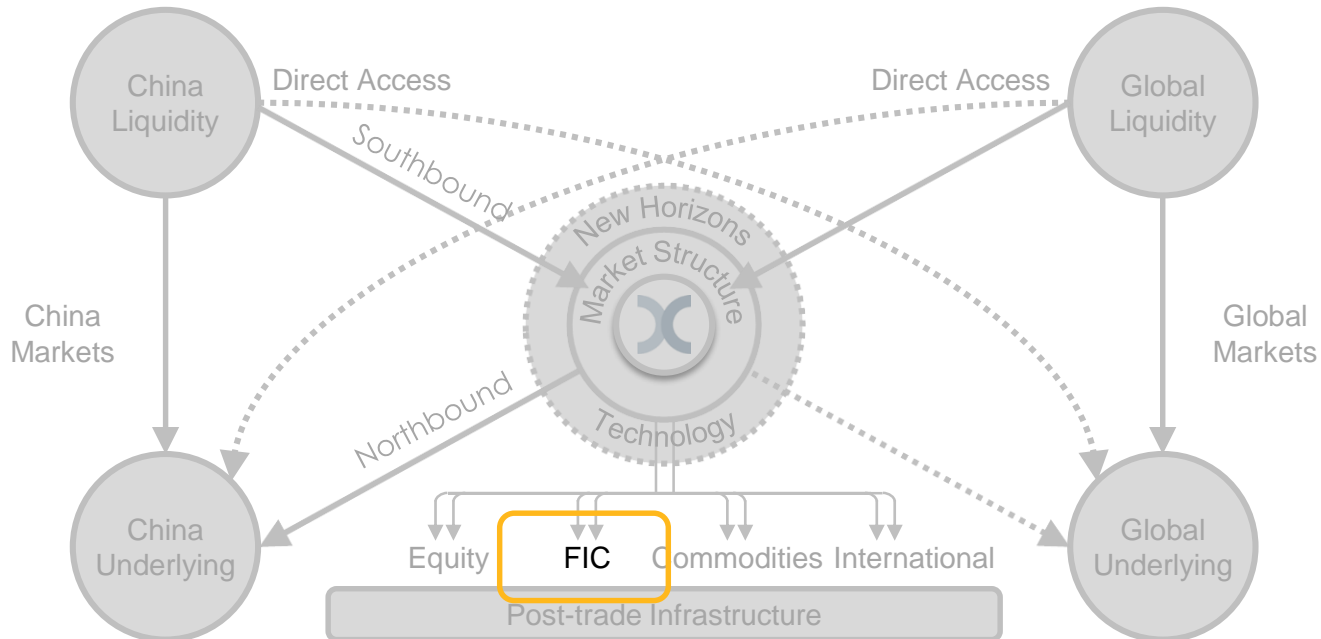 China
Liquidity
Direct Access
Direct Access
Global
Liquidity
Southbound
New Horizons
Market Structure
China
Markets
Global
Markets
Northbound
Technology
China
Underlying
Equity
FIC
Commodities
International
Global
Underlying
Post-trade Infrastructure